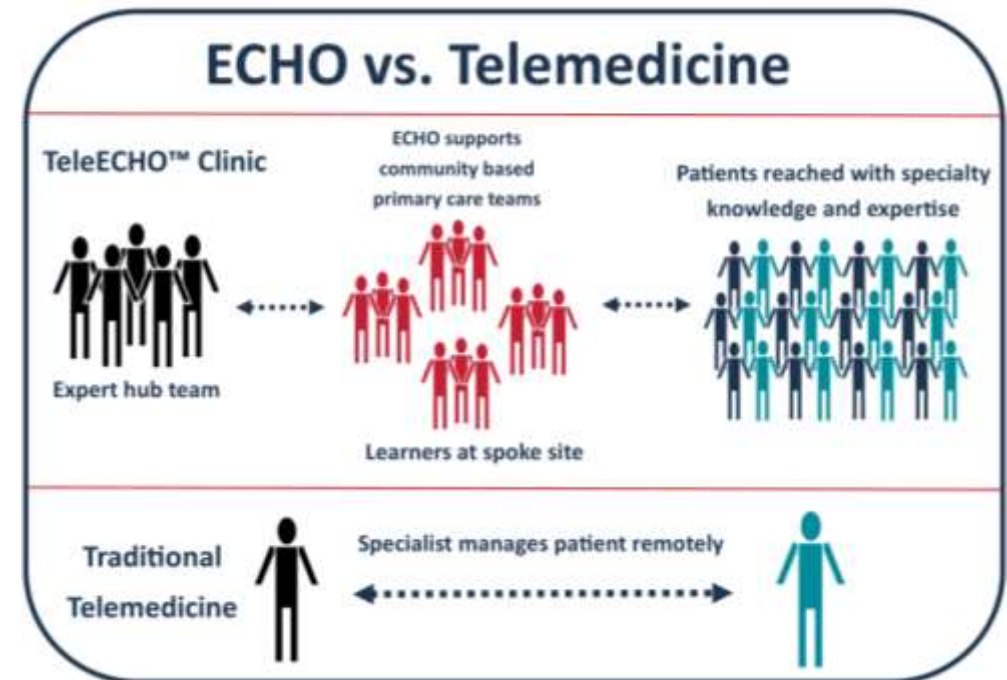 ECHO vs. Telemedicine
TeleECHO™ Clinic
ECHO supports
community based
primary care teams
Patients reached with specialty
knowledge and expertise
Expert hub team
Learners at spoke site
Traditional
Telemedicine
Specialist manages patient remotely